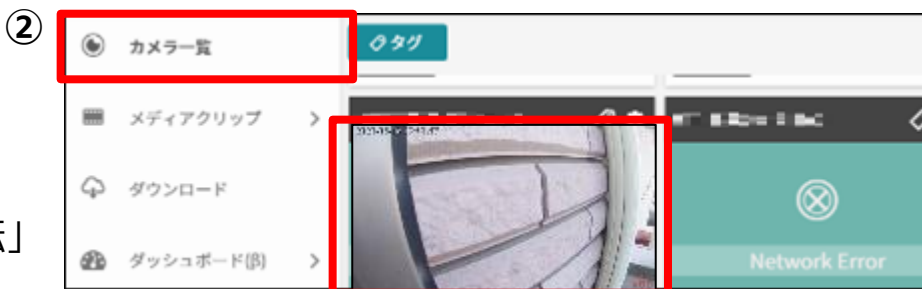 ②
カメラ一覧
タグ
メディアクリップ
ダウンロード
」
ダッシュボード(β)
Network Error